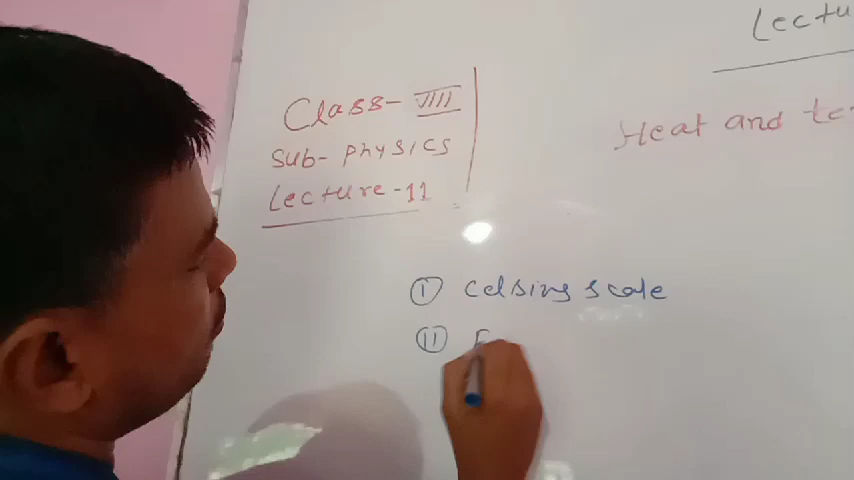 Lectu
Class- VIII
Sub- physics
Lecture-11
Heat and te
I Celsius scale
II F